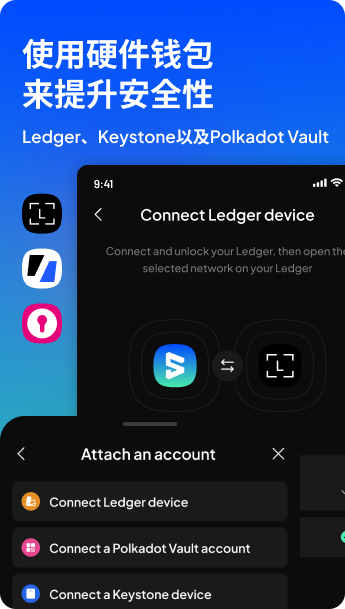 使用硬件钱包
来提升安全性
Ledger、Keystone以及Polkadot Vault
9:41
Connect Ledger device
Connect and unlock your Ledger, then open the
selected network on your Ledger
Attach an account
Connect Ledger device
Connect a Polkadot Vault account
Connect a Keystone device